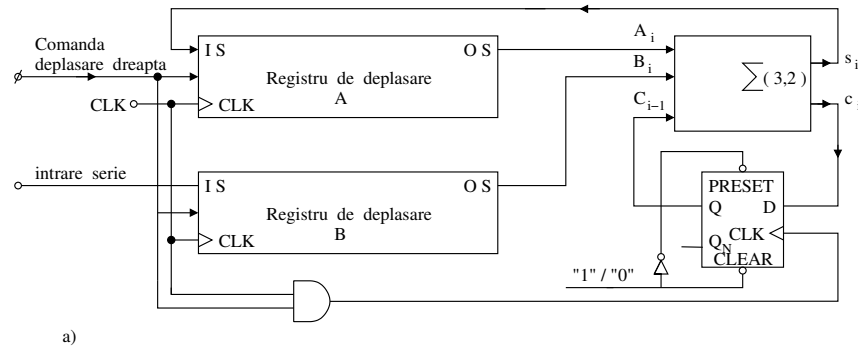 Comanda
deplasare dreapta
CLK
intrare serie
I S
O S
Registru de deplasare
A
CLK
I S
O S
Registru de deplasare
B
CLK
A i
B i
C i−1
∑ ( 3,2 )
s i
c i
PRESET
Q
D
CLK
Q N
CLEAR
"1" / "0"
a)